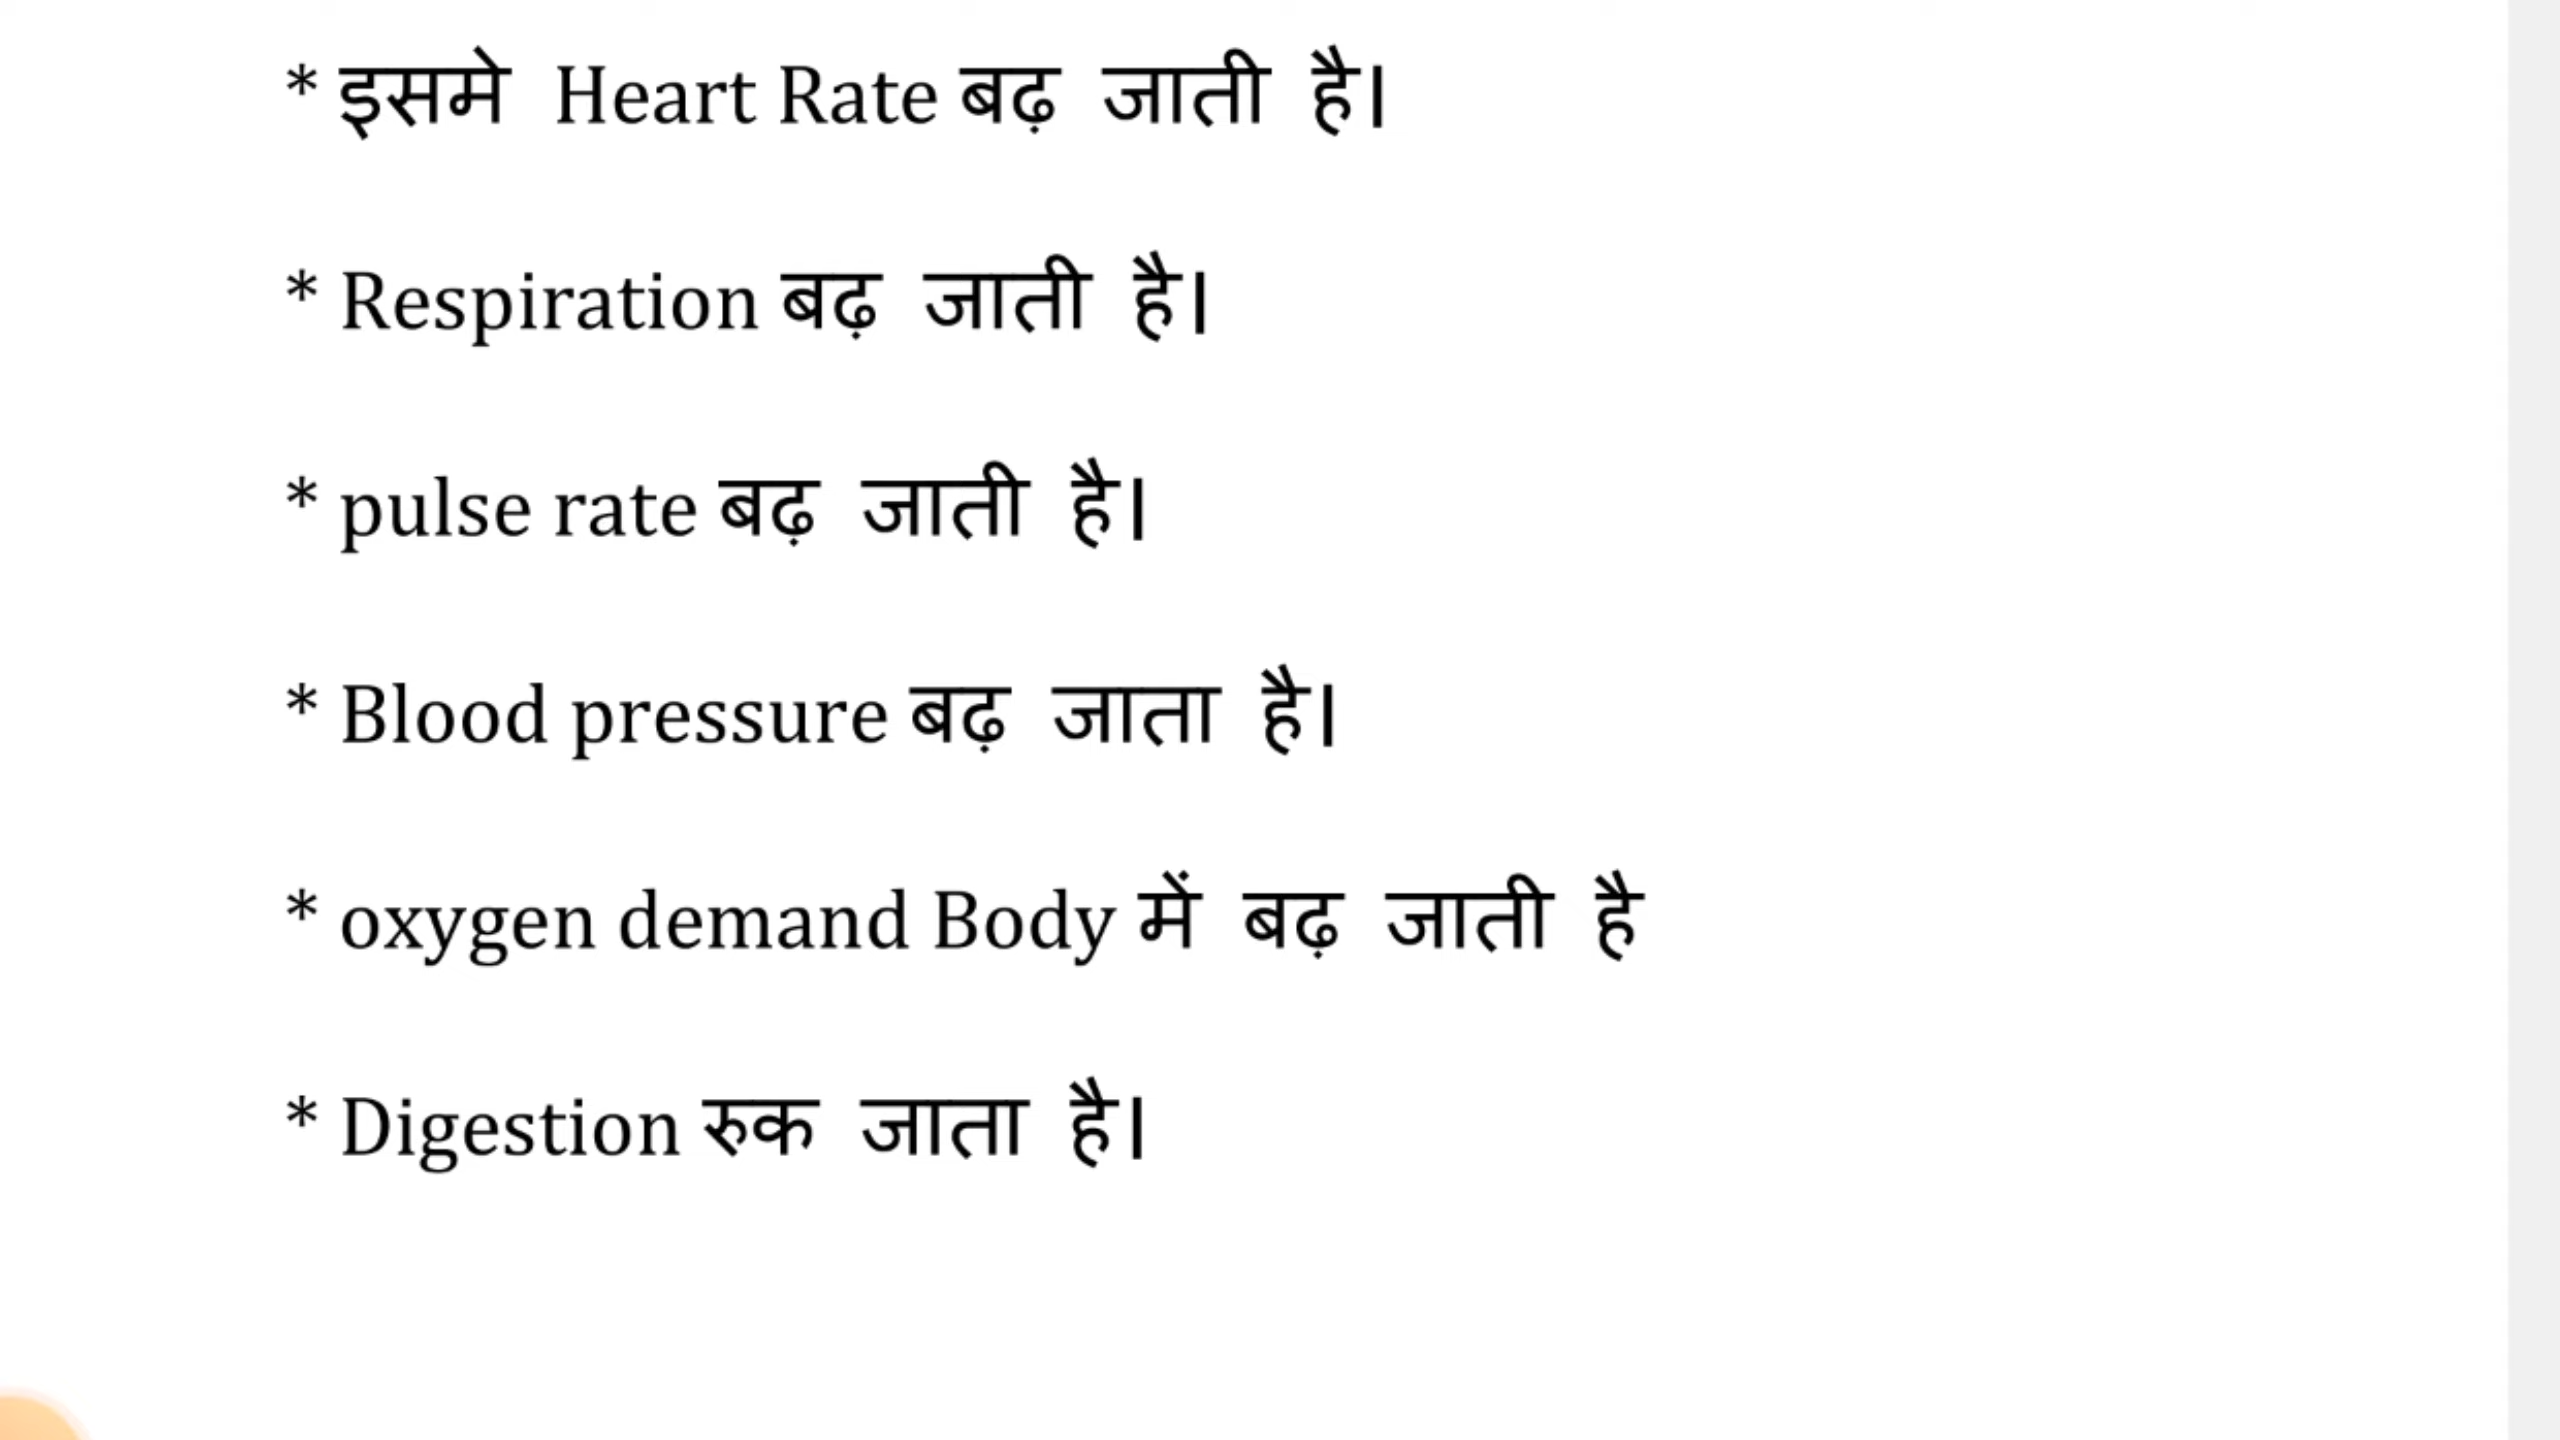 * इसमे Heart Rate बढ़ जाती है।
* Respiration बढ़ जाती है।
* pulse rate बढ़ जाती है।
* Blood pressure बढ़ जाता है।
* oxygen demand Body में बढ़ जाती है
* Digestion रुक जाता है।